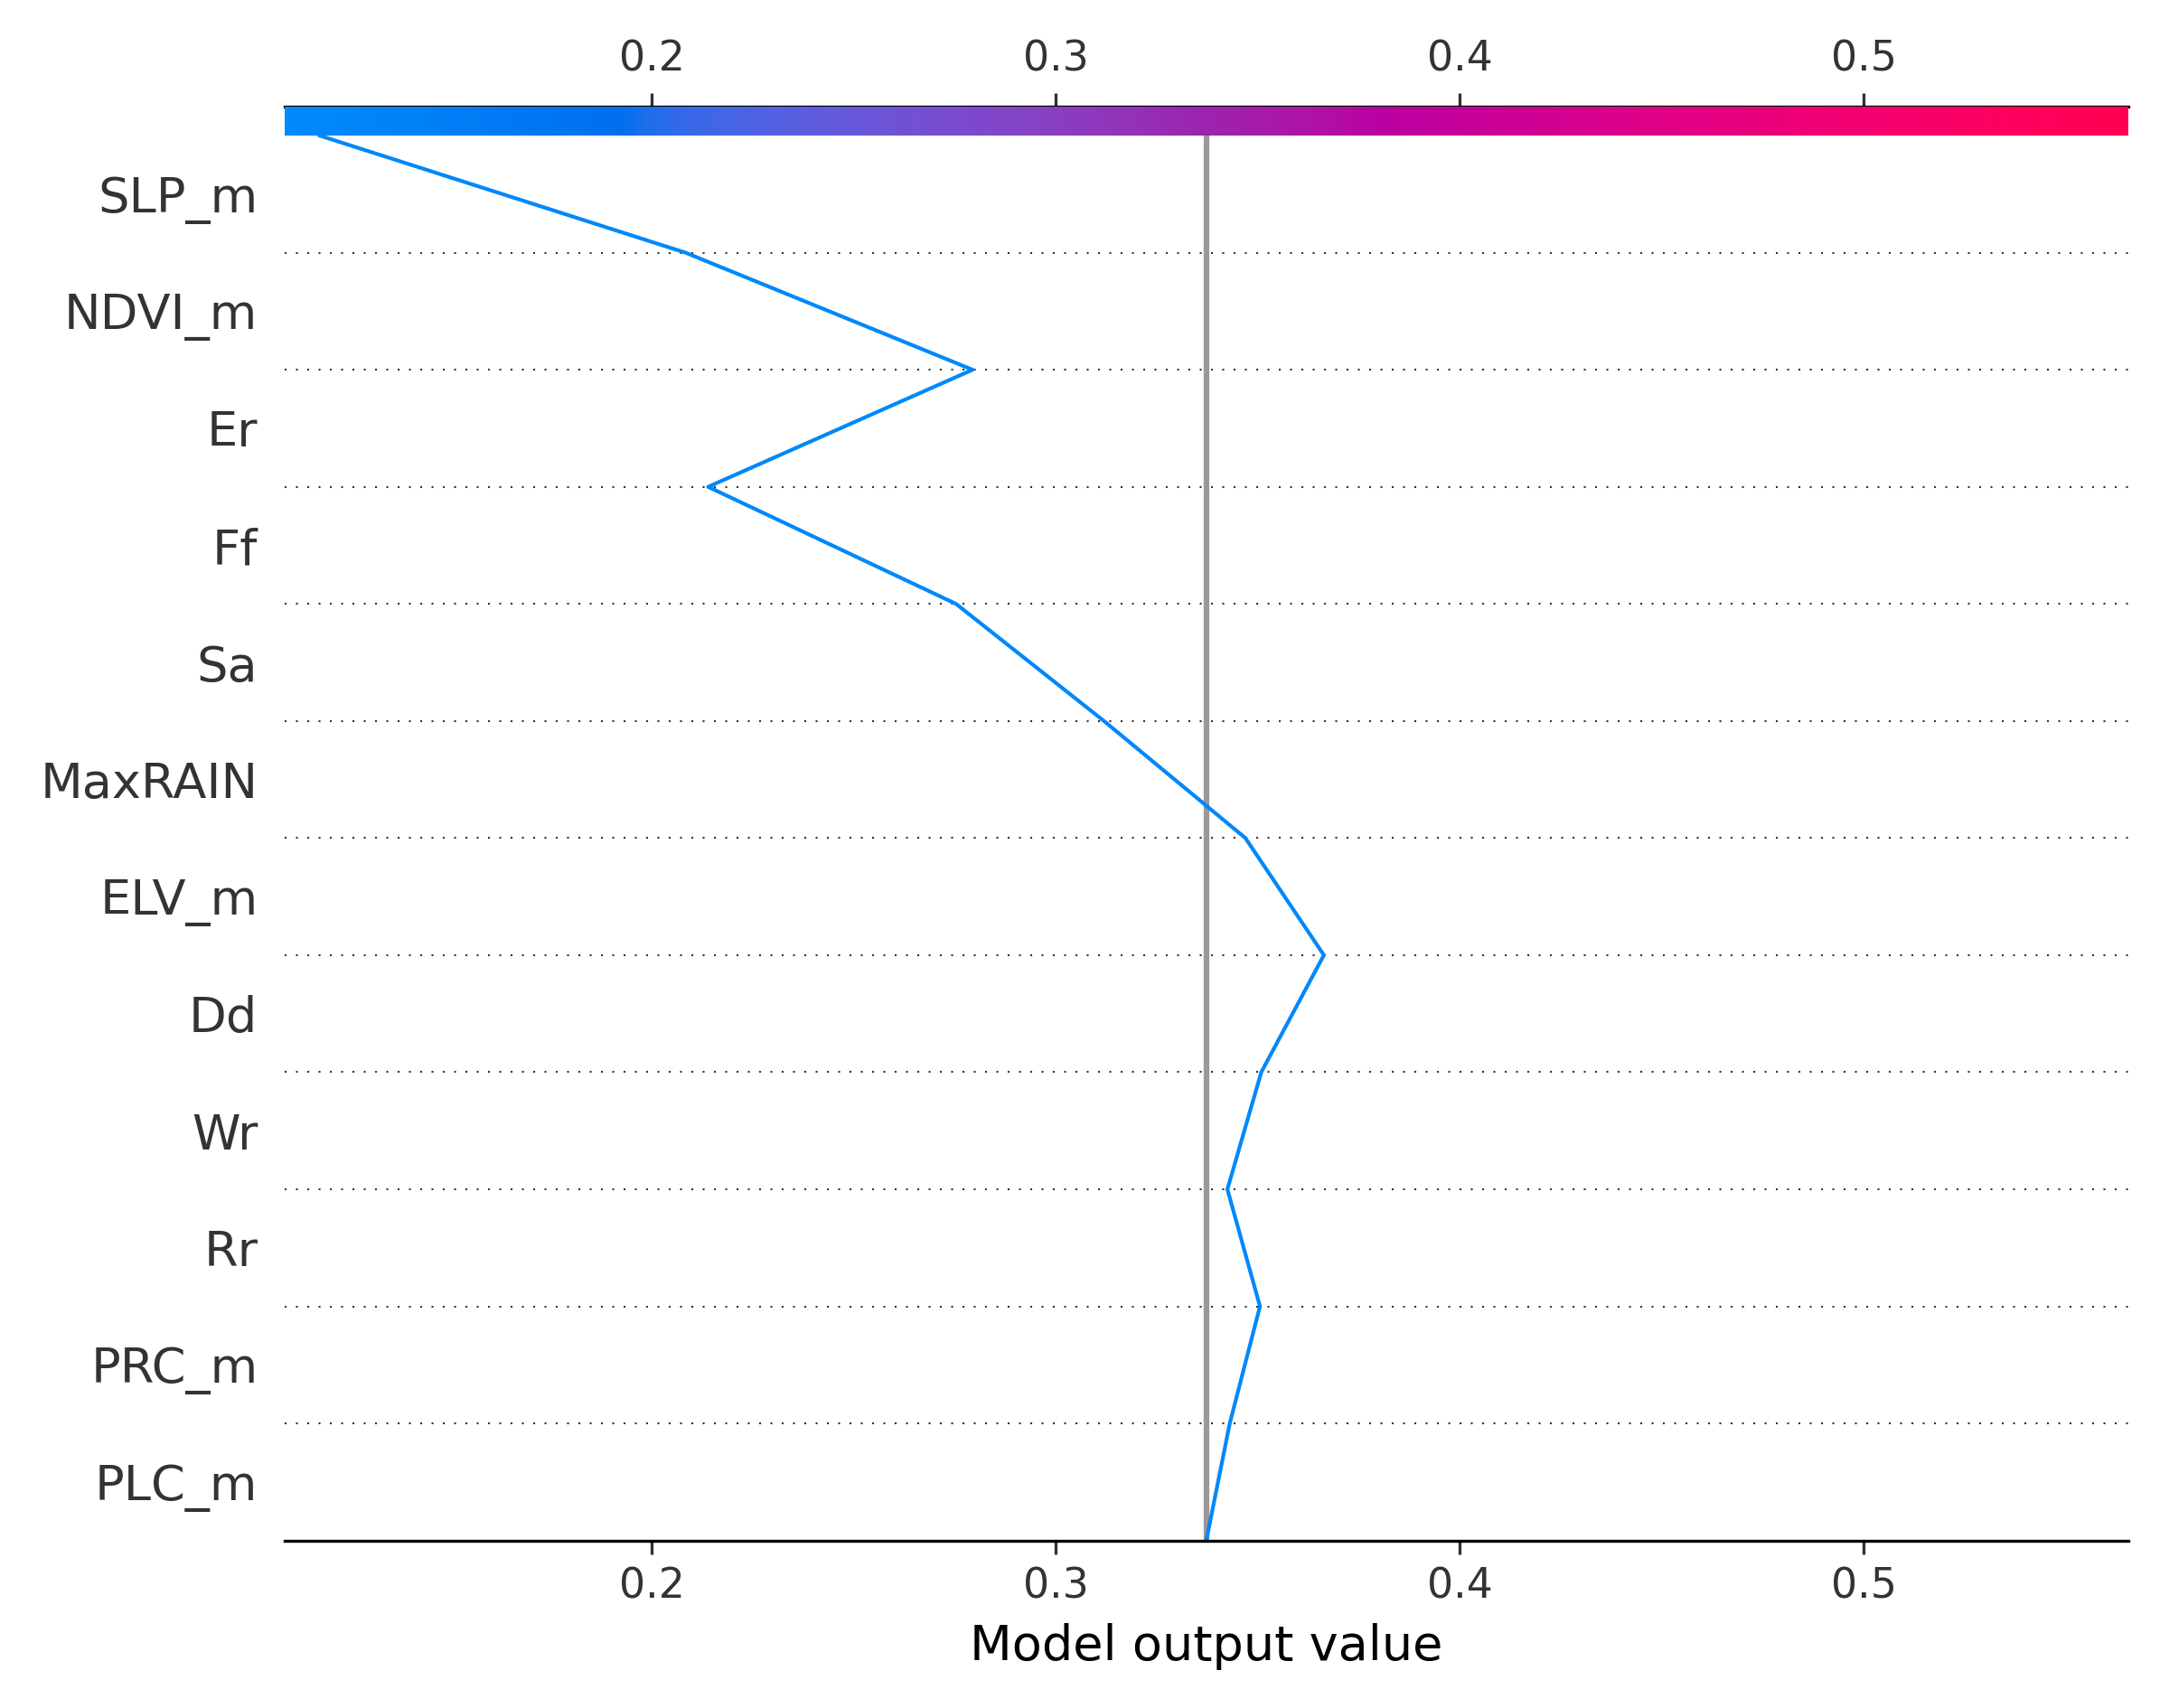 0.2 0.3 0.4 0.5
SLP_m
NDVI_m
Er
Ff
Sa
MaxRAIN
ELV_m
Dd
Wr
Rr
PRC_m
PLC_m
0.2 0.3 0.4 0.5
Model output value